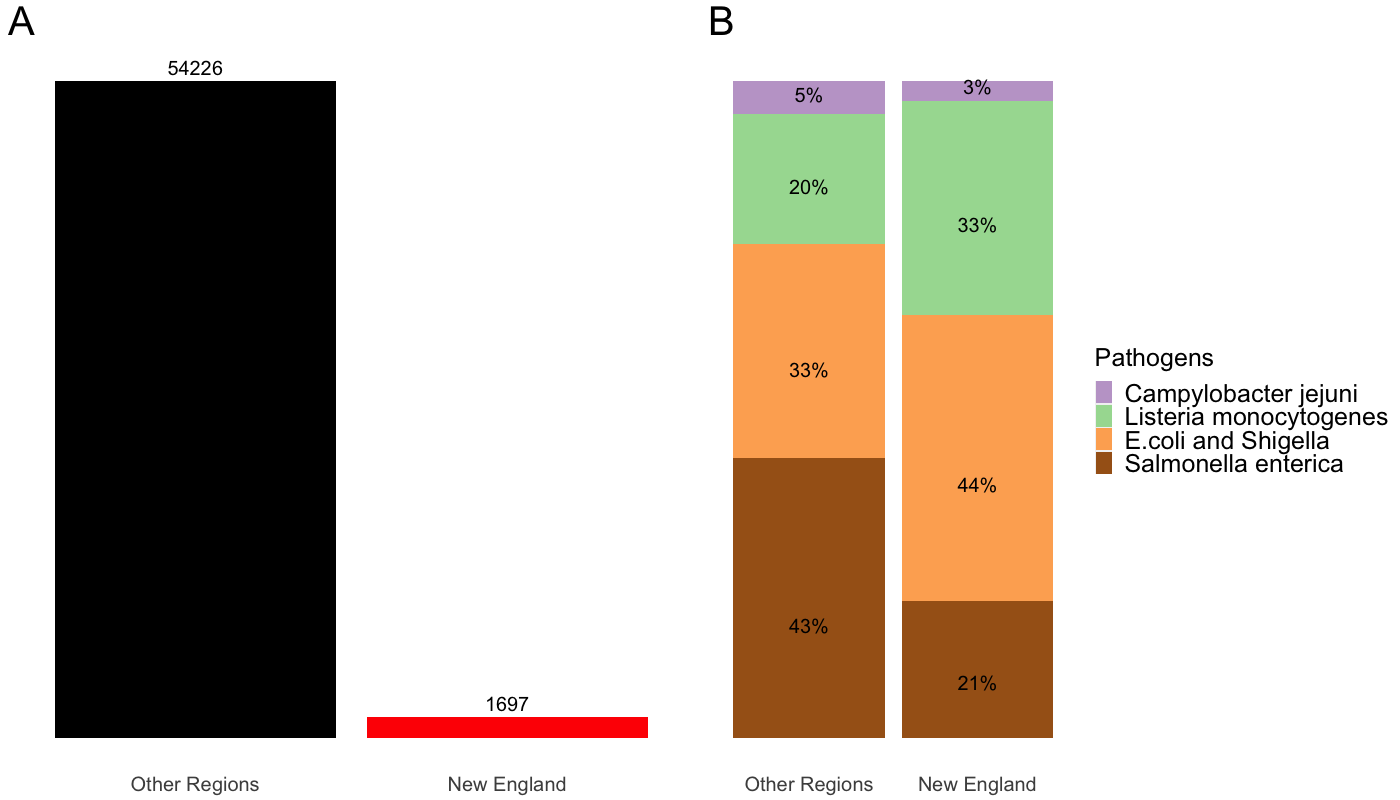 A
54226
1697
Other Regions
New England
B
5%
3%
20%
33%
33%
44%
43%
21%
Other Regions
New England
Pathogens
Campylobacter jejuni
Listeria monocytogenes
E.coli and Shigella
Salmonella enterica